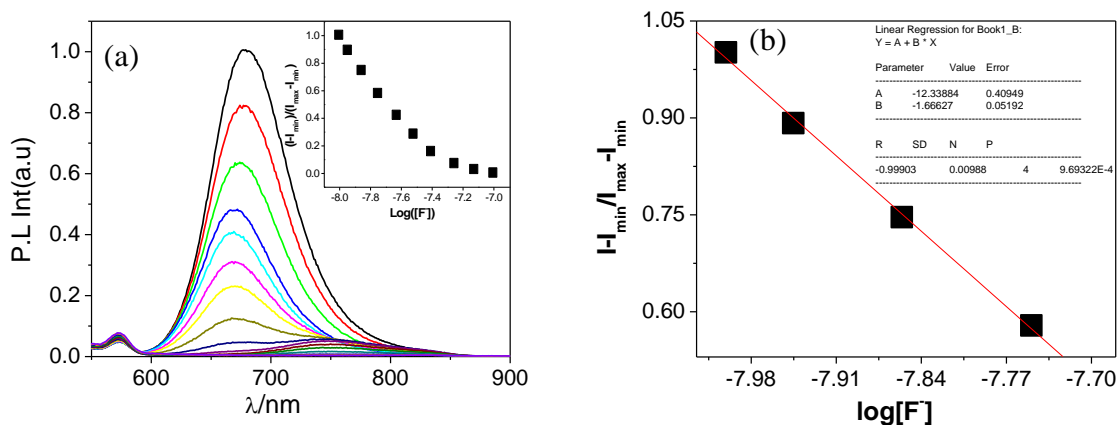 (a)
P.L Int(a.u)
1.0
0.8
0.6
0.4
0.2
0.0
600 700 800 900
λ/nm
(I-I_min)/(I_max-I_min)
1.0
0.8
0.6
0.4
0.2
0.0
-8.0 -7.8 -7.6 -7.4 -7.2 -7.0
Log([F])
(b)
I-I_min/I_max-I_min
1.05
0.90
0.75
0.60
-7.98 -7.91 -7.84 -7.77 -7.70
log[F⁻]
Linear Regression for Book1_B:
Y = A + B * X
Parameter Value Error
A -12.33884 0.40949
B -1.66627 0.05192
R SD N P
-0.99903 0.00988 4 9.69322E-4